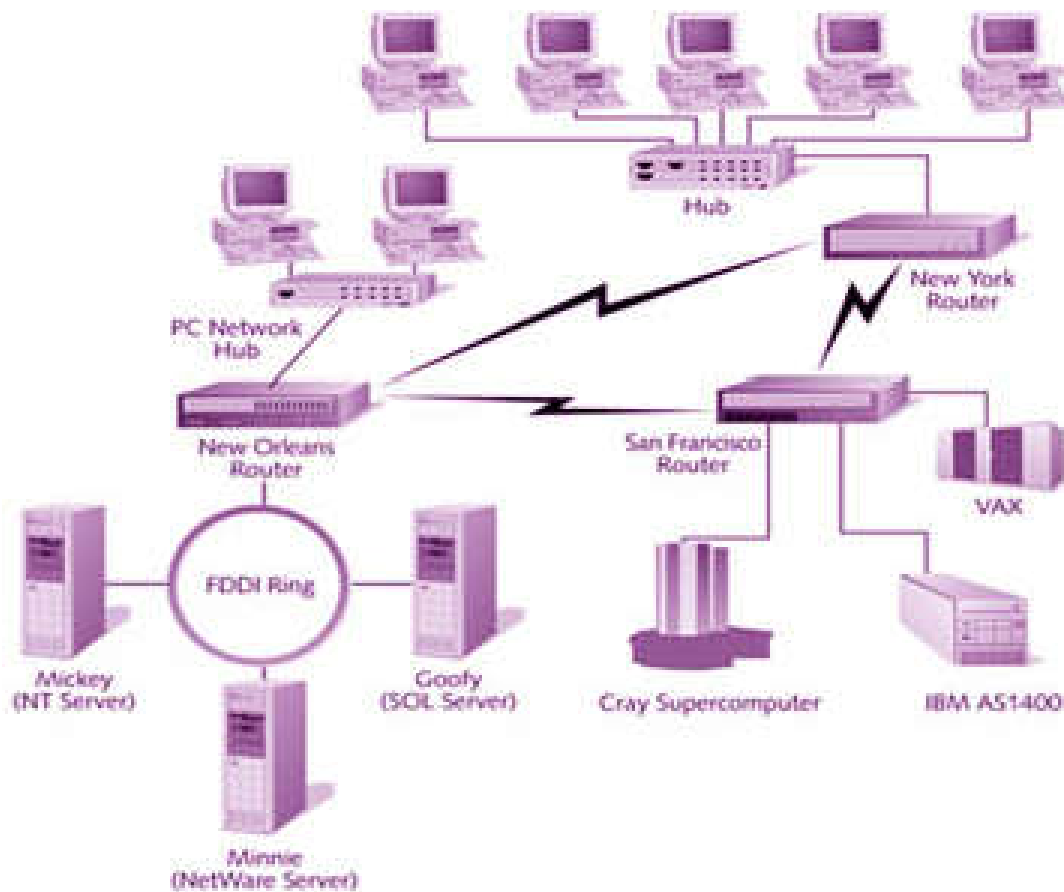 Hub
New York
Router
PC Network
Hub
New Orleans
Router
San Francisco
Router
VAX
FDDI Ring
Mickey
(NT Server)
Goofy
(SQL Server)
Cray Supercomputer
IBM AS1400
Minnie
(NetWare Server)